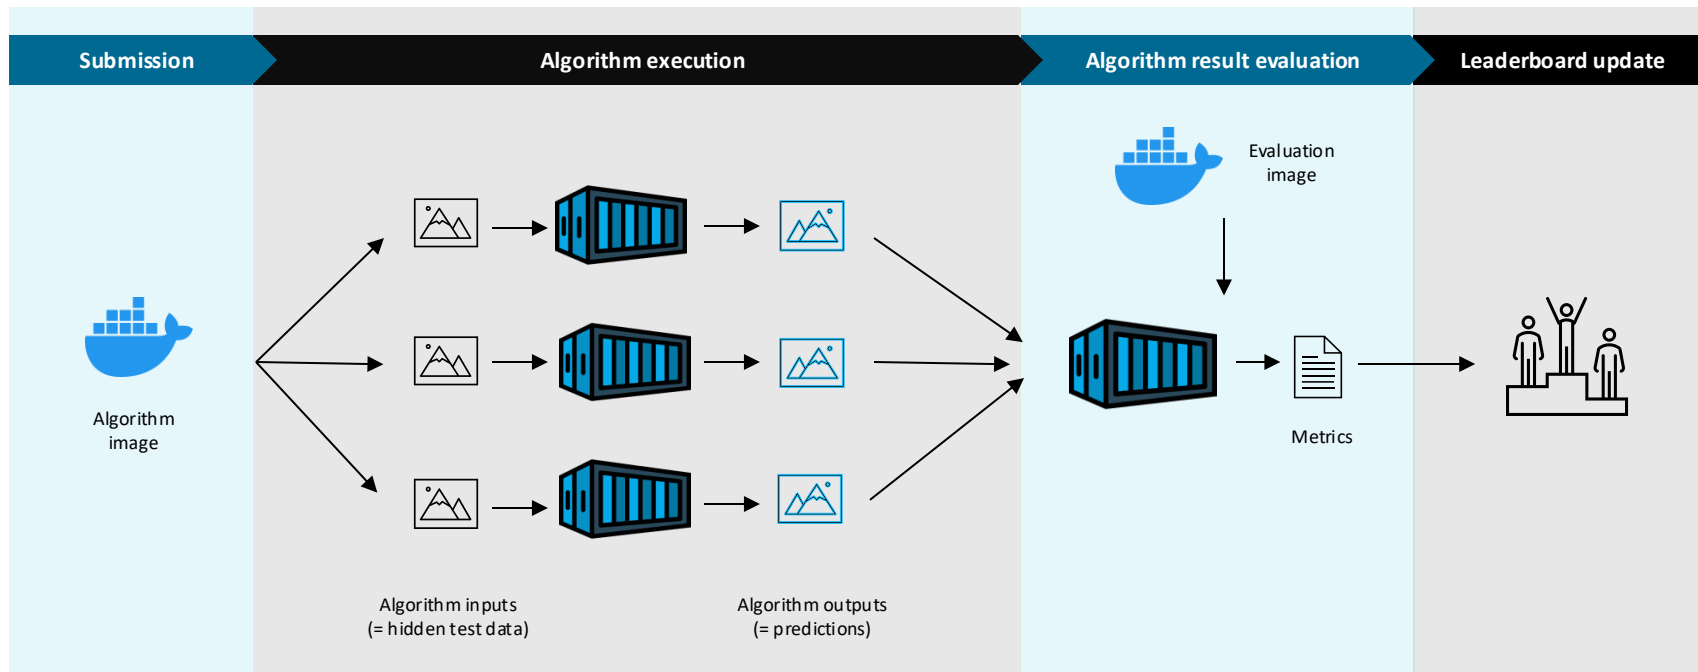 Submission
Algorithm execution
Algorithm result evaluation
Leaderboard update
Evaluation
image
Algorithm
image
Metrics
Algorithm inputs
(= hidden test data)
Algorithm outputs
(= predictions)